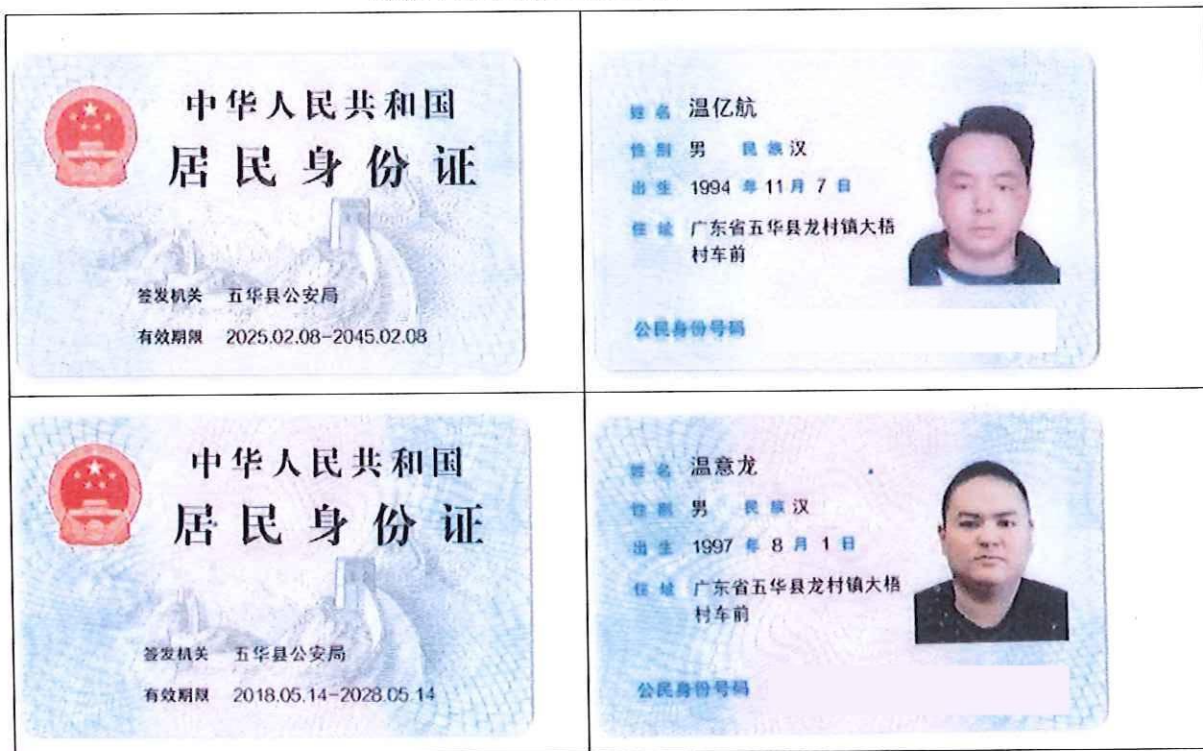 中华人民共和国
居民身份证
签发机关 五华县公安局
有效期限 2025.02.08-2045.02.08
姓名 温亿航
性别 男 民族 汉
出生 1994 年 11 月 7 日
住址 广东省五华县龙村镇大梧
村车前
公民身份号码
中华人民共和国
居民身份证
签发机关 五华县公安局
有效期限 2018.05.14-2028.05.14
姓名 温意龙
性别 男 民族 汉
出生 1997 年 8 月 1 日
住址 广东省五华县龙村镇大梧
村车前
公民身份号码